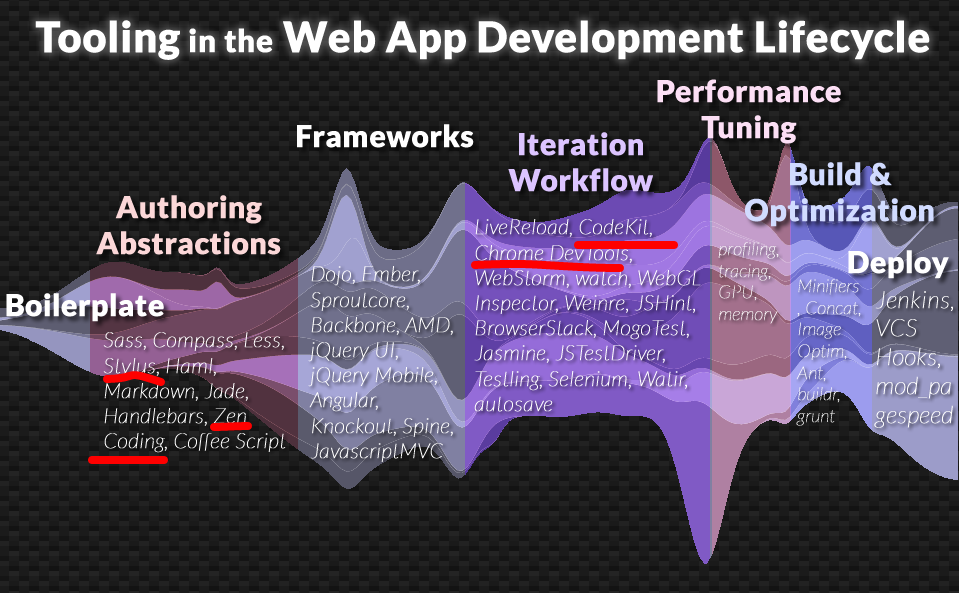 Tooling in the Web App Development Lifecycle
Performance
Tuning
Frameworks
Iteration
Workflow
Build &
Optimization
Authoring
Abstractions
Deploy
Boilerplate
Sass, Compass, Less,
Stylus, Haml,
Markdown, Jade,
Handlebars, Zen
Coding, Coffee Script
Dojo, Ember,
Sproulcore,
Backbone, AMD,
jQuery UI,
jQuery Mobile,
Angular,
Knockout, Spine,
JavascriptMVC
LiveReload, CodeKit,
Chrome DevTools,
WebStorm, watch, WebGL
Inspector, Weinre, JSHint,
BrowserStack, MogoTest,
Jasmine, JSTestDriver,
Testling, Selenium, Watir,
autosave
profiling,
tracing,
GPU,
memory
Minifiers
, Concat,
Image
Optim,
Ant,
buildr,
grunt
Jenkins,
VCS
Hooks,
mod_pa
gespeed